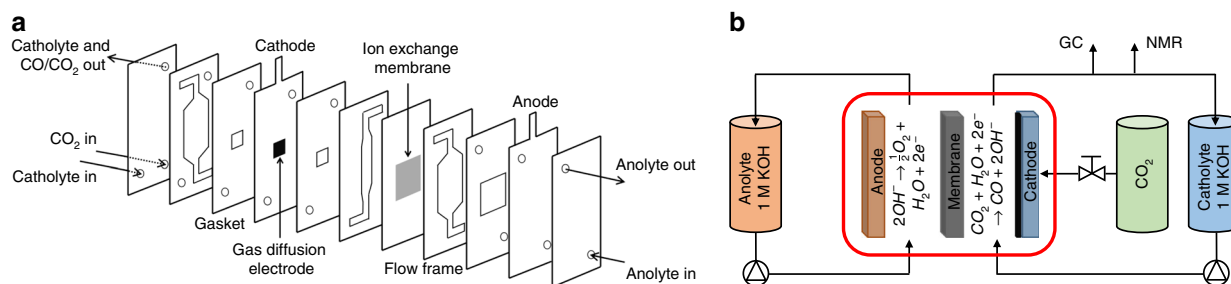 a
Catholyte and
CO/CO₂ out
Cathode
Ion exchange
membrane
Anode
CO₂ in
Catholyte in
Gasket
Gas diffusion
electrode
Flow frame
Anolyte out
Anolyte in
b
GC
NMR
Anolyte
1 M KOH
Anode
2OH⁻ → ½O₂ +
H₂O + 2e⁻
Membrane
CO₂ + H₂O + 2e⁻
→ CO + 2OH⁻
Cathode
CO₂
Catholyte
1 M KOH